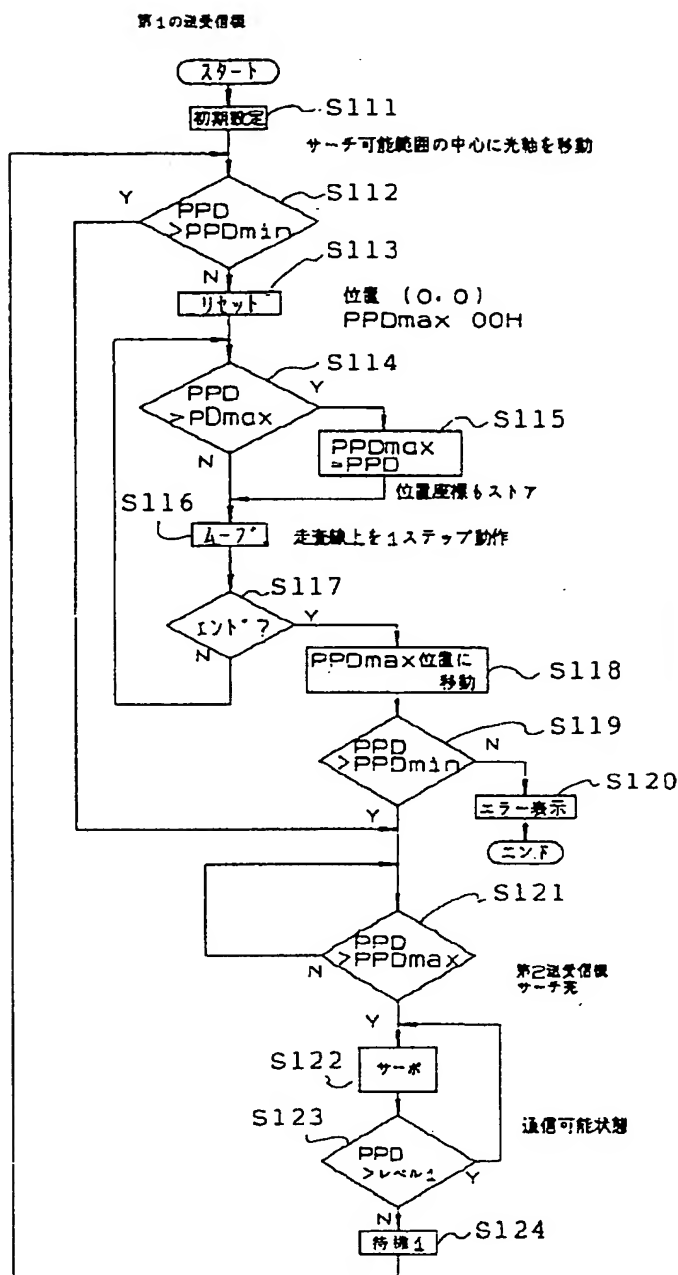 第1の送受信機
スタート
S111
初期設定
サーチ可能範囲の中心に光軸を移動
S112
Y
PPD
>PPDmin
S113
N
リセット
位置 (0.0)
PPDmax 00H
S114
PPD
>PDmax
Y
S115
PPDmax
=PPD
N
位置座標もストア
S116
ムーブ
走査線上を1ステップ動作
S117
エンド?
Y
N
PPDmax位置に
移動
S118
S119
PPD
>PPDmin
N
S120
エラー表示
Y
エンド
S121
PPD
>PPDmax
N
第2送受信機
サーチ完
Y
S122
サーボ
S123
通信可能状態
PPD
>レベル1
Y
N
S124
待機1